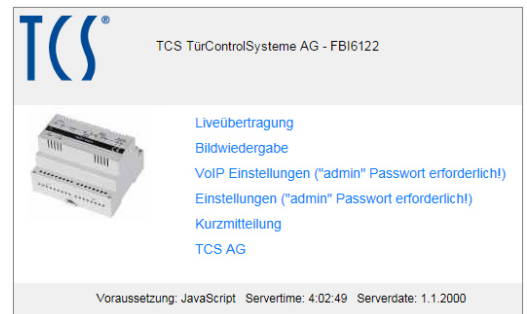 TCS®
TCS TürControlSysteme AG - FBI6122
Liveübertragung
Bildwiedergabe
VoIP Einstellungen ("admin" Passwort erforderlich!)
Einstellungen ("admin" Passwort erforderlich!)
Kurzmitteilung
TCS AG
Voraussetzung: JavaScript Servertime: 4:02:49 Serverdate: 1.1.2000